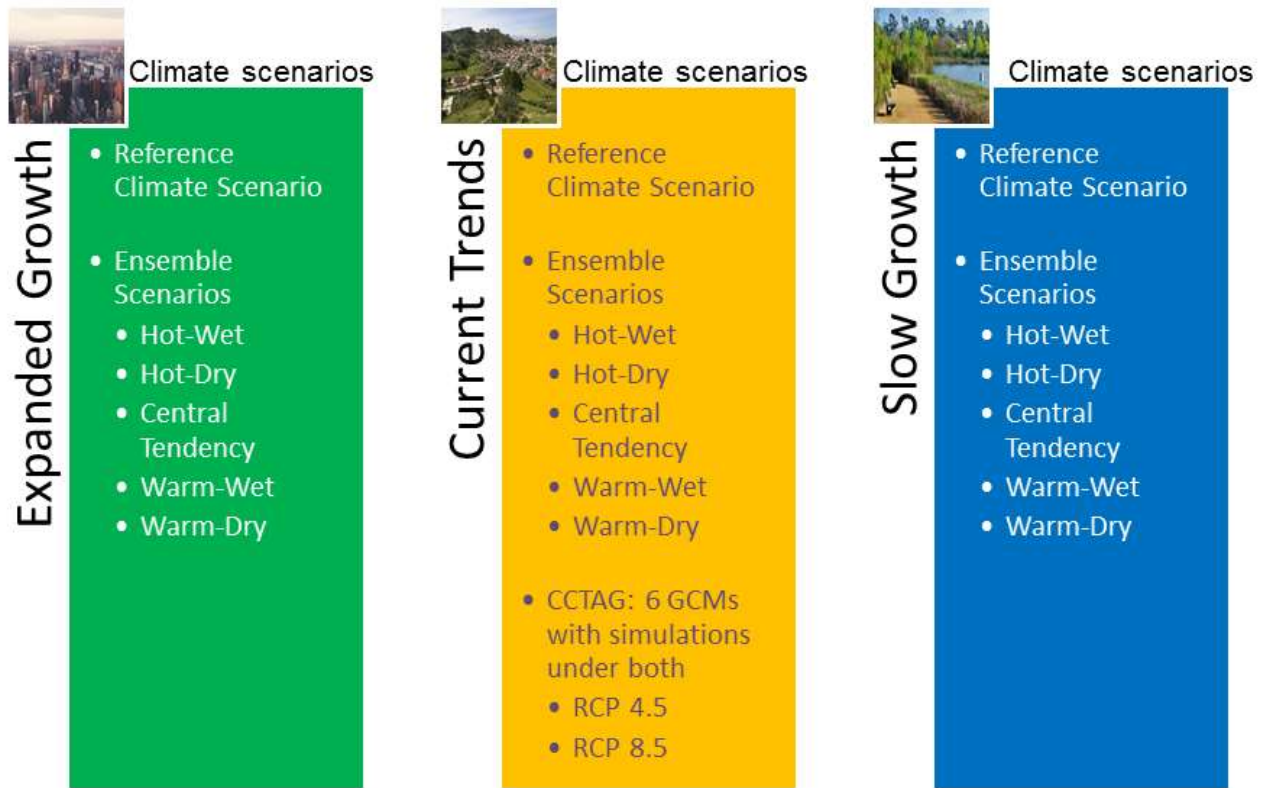 Climate scenarios
Expanded Growth
• Reference
Climate Scenario
• Ensemble
Scenarios
• Hot-Wet
• Hot-Dry
• Central
Tendency
• Warm-Wet
• Warm-Dry
Climate scenarios
Current Trends
• Reference
Climate Scenario
• Ensemble
Scenarios
• Hot-Wet
• Hot-Dry
• Central
Tendency
• Warm-Wet
• Warm-Dry
• CCTAG: 6 GCMs
with simulations
under both
• RCP 4.5
• RCP 8.5
Climate scenarios
Slow Growth
• Reference
Climate Scenario
• Ensemble
Scenarios
• Hot-Wet
• Hot-Dry
• Central
Tendency
• Warm-Wet
• Warm-Dry